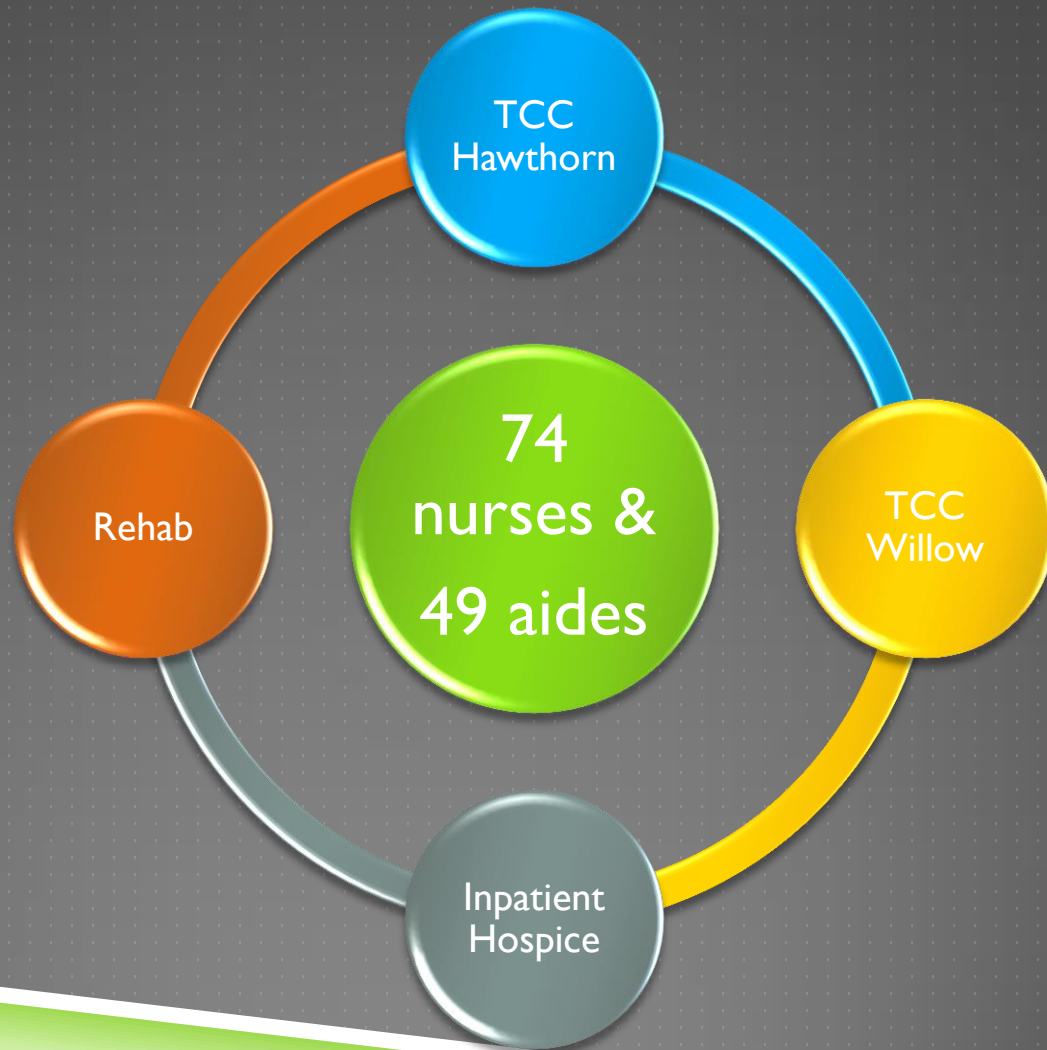 TCC
Hawthorn
74
nurses &
49 aides
Rehab
TCC
Willow
Inpatient
Hospice